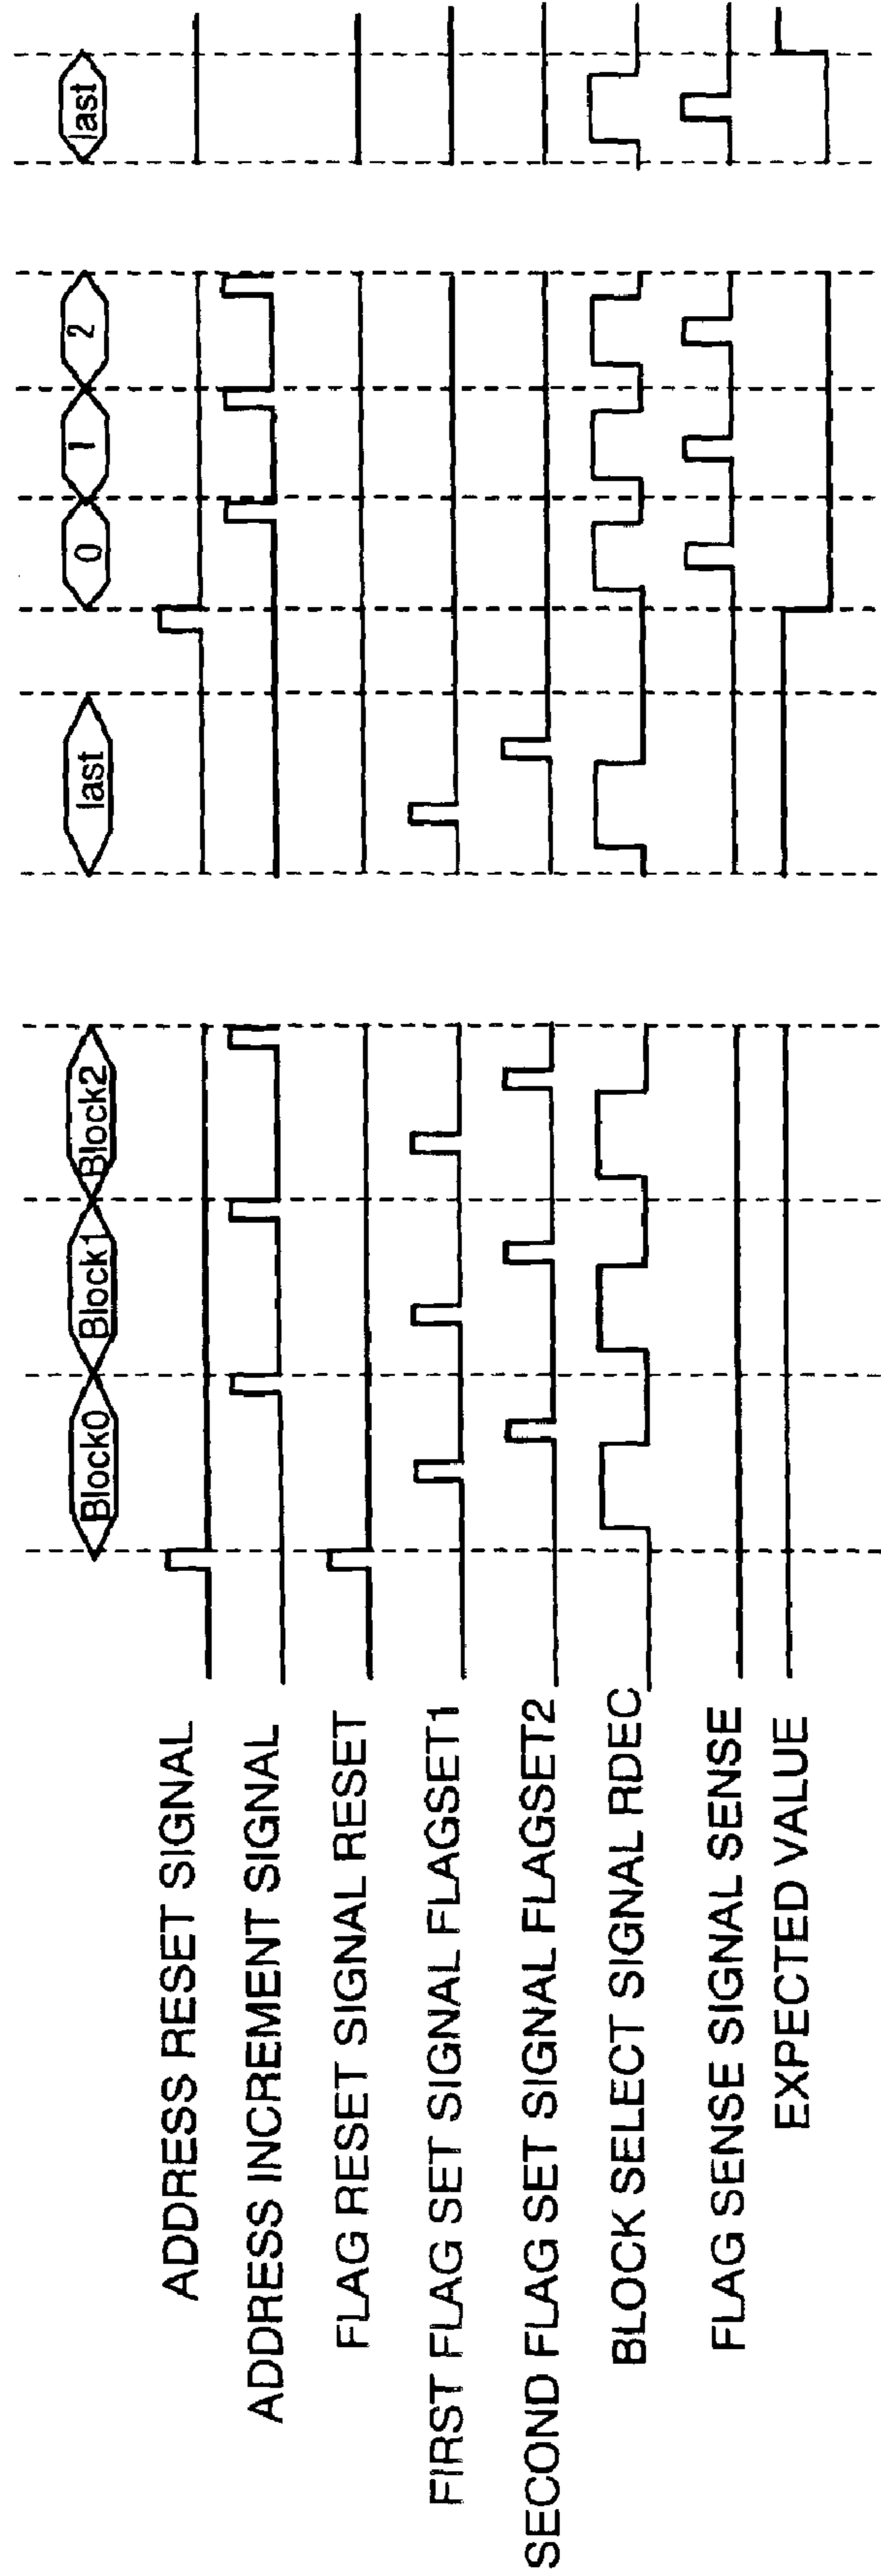 Block0 Block1 Block2 last 0 1 2 last
ADDRESS RESET SIGNAL
ADDRESS INCREMENT SIGNAL
FLAG RESET SIGNAL RESET
FIRST FLAG SET SIGNAL FLAGSET1
SECOND FLAG SET SIGNAL FLAGSET2
BLOCK SELECT SIGNAL RDEC
FLAG SENSE SIGNAL SENSE
EXPECTED VALUE